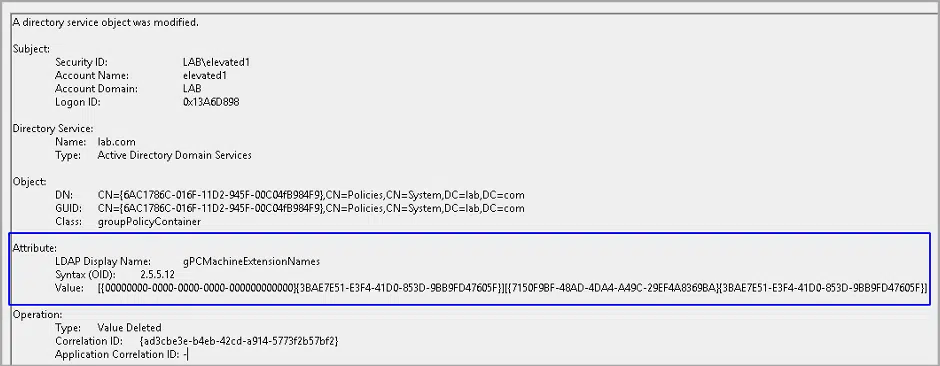 A directory service object was modified.
Subject:
Security ID: LAB\elevated1
Account Name: elevated1
Account Domain: LAB
Logon ID: 0x13A6D898
Directory Service:
Name: lab.com
Type: Active Directory Domain Services
Object:
DN: CN={6AC1786C-016F-11D2-945F-00C04fB984F9},CN=Policies,CN=System,DC=lab,DC=com
GUID: CN={6AC1786C-016F-11D2-945F-00C04fB984F9},CN=Policies,CN=System,DC=lab,DC=com
Class: groupPolicyContainer
Attribute:
LDAP Display Name: gPCMachineExtensionNames
Syntax (OID): 2.5.5.12
Value: [{00000000-0000-0000-0000-000000000000}{3BAE7E51-E3F4-41D0-853D-9BB9FD47605F}][{7150F9BF-48AD-4DA4-A49C-29EF4A8369BA}{3BAE7E51-E3F4-41D0-853D-9BB9FD47605F}]
Operation:
Type: Value Deleted
Correlation ID: {ad3cbe3e-b4eb-42cd-a914-5773f2b57bf2}
Application Correlation ID: -